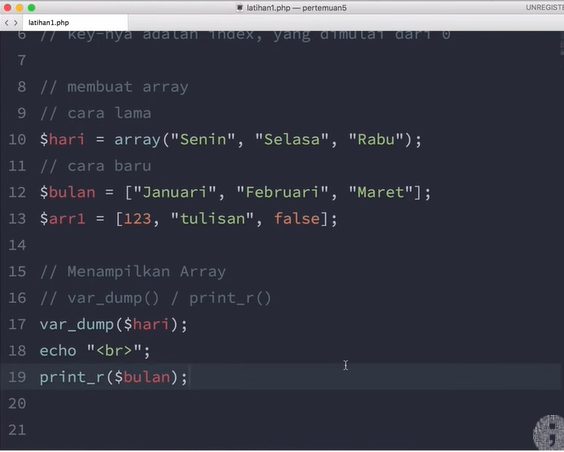 latihan1.php — pertemuan5
UNREGISTE
latihan1.php
6 // key-nya adalah index, yang dimulai dari 0
7
8 // membuat array
9 // cara lama
10 $hari = array("Senin", "Selasa", "Rabu");
11 // cara baru
12 $bulan = ["Januari", "Februari", "Maret"];
13 $arr1 = [123, "tulisan", false];
14
15 // Menampilkan Array
16 // var_dump() / print_r()
17 var_dump($hari);
18 echo "<br>";
19 print_r($bulan);
20
21